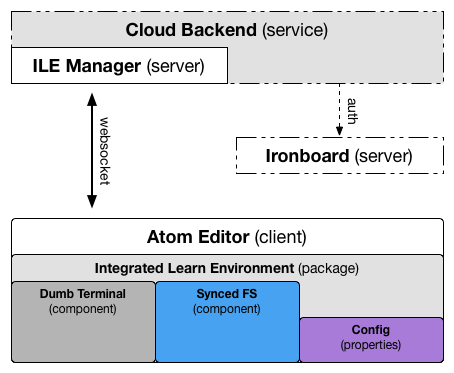 Cloud Backend (service)
ILE Manager (server)
websocket
auth
Ironboard (server)
Atom Editor (client)
Integrated Learn Environment (package)
Dumb Terminal
(component)
Synced FS
(component)
Config
(properties)